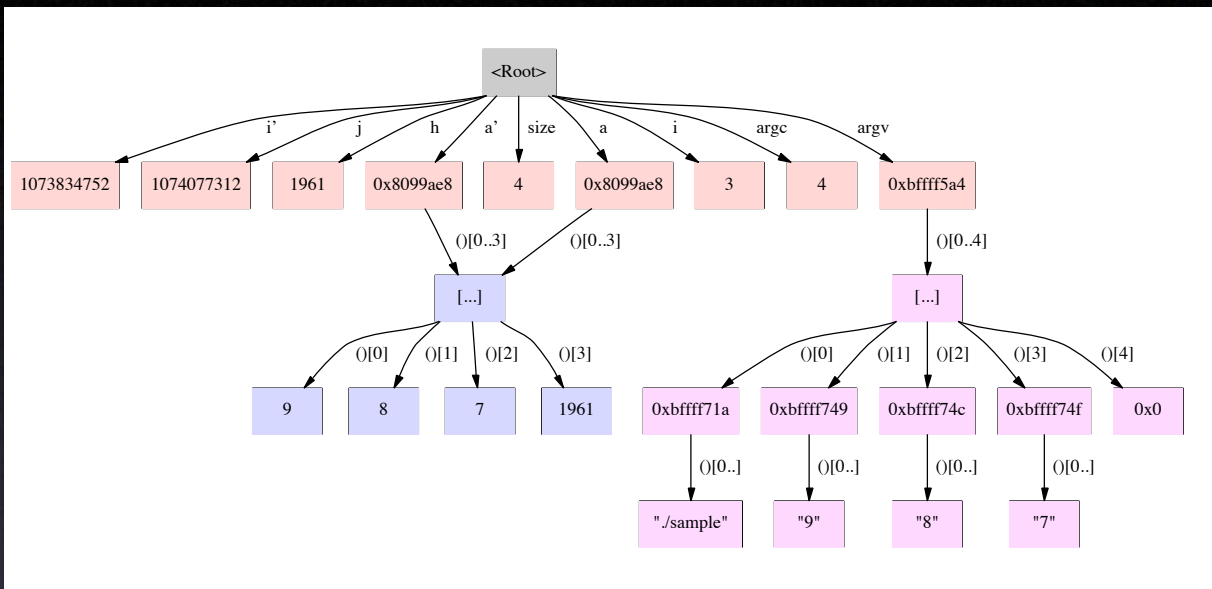 <Root>
i' j h a' size a i argc argv
1073834752 1074077312 1961 0x8099ae8 4 0x8099ae8 3 4 0xbffff5a4
()[0..3] ()[0..3] ()[0..4]
[...] [...]
()[0] ()[1] ()[2] ()[3] ()[0] ()[1] ()[2] ()[3] ()[4]
9 8 7 1961 0xbffff71a 0xbffff749 0xbffff74c 0xbffff74f 0x0
()[0..] ()[0..] ()[0..] ()[0..]
"./sample" "9" "8" "7"